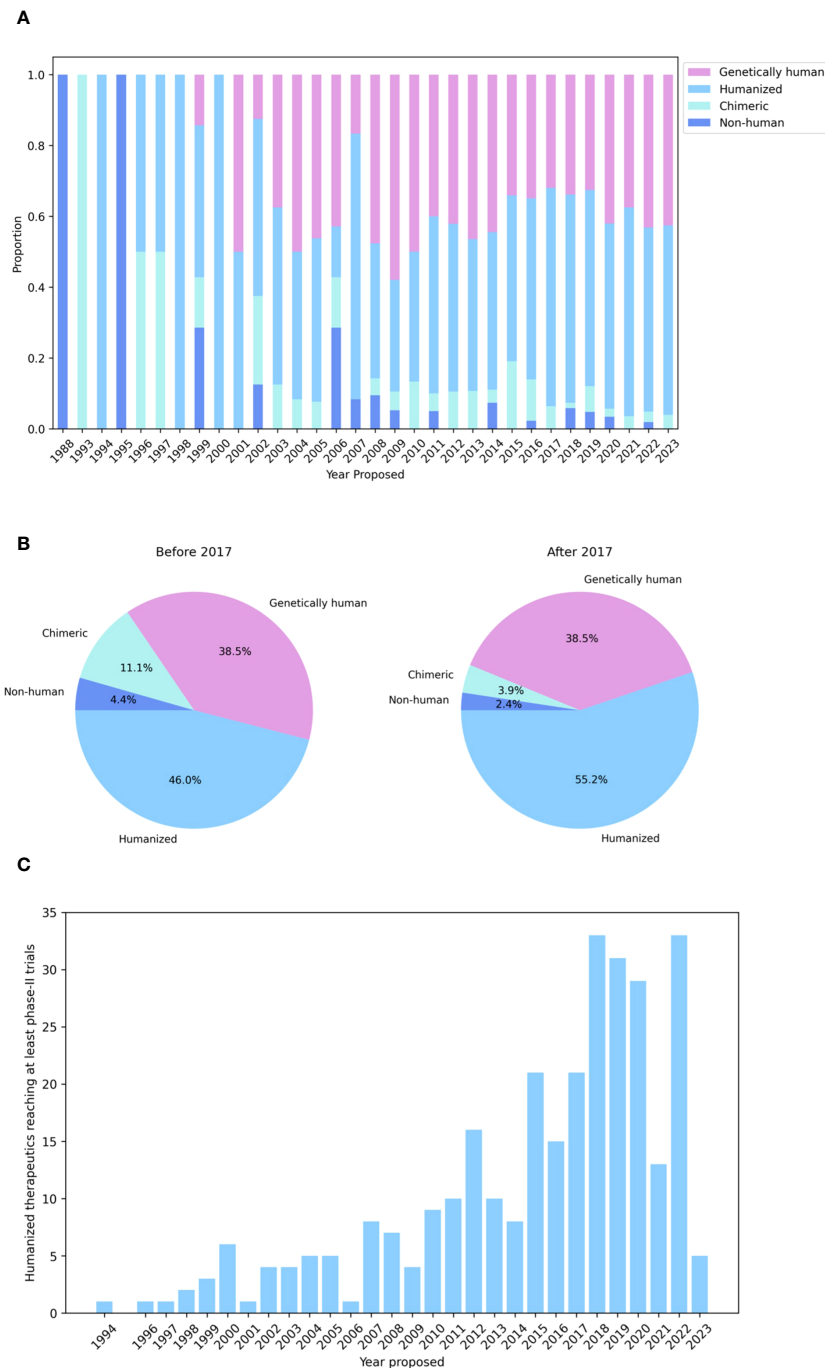 A
1.0
0.8
0.6
0.4
0.2
0.0
Proportion
Genetically human
Humanized
Chimeric
Non-human
1988 1993 1994 1995 1996 1997 1998 1999 2000 2001 2002 2003 2004 2005 2006 2007 2008 2009 2010 2011 2012 2013 2014 2015 2016 2017 2018 2019 2020 2021 2022 2023
Year Proposed
B
Before 2017
Genetically human
38.5%
Chimeric
11.1%
Non-human
4.4%
46.0%
Humanized
After 2017
Genetically human
38.5%
Chimeric
3.9%
Non-human
2.4%
55.2%
Humanized
C
35
30
25
20
15
10
5
0
Humanized therapeutics reaching at least phase-II trials
1994 1996 1997 1998 1999 2000 2001 2002 2003 2004 2005 2006 2007 2008 2009 2010 2011 2012 2013 2014 2015 2016 2017 2018 2019 2020 2021 2022 2023
Year proposed